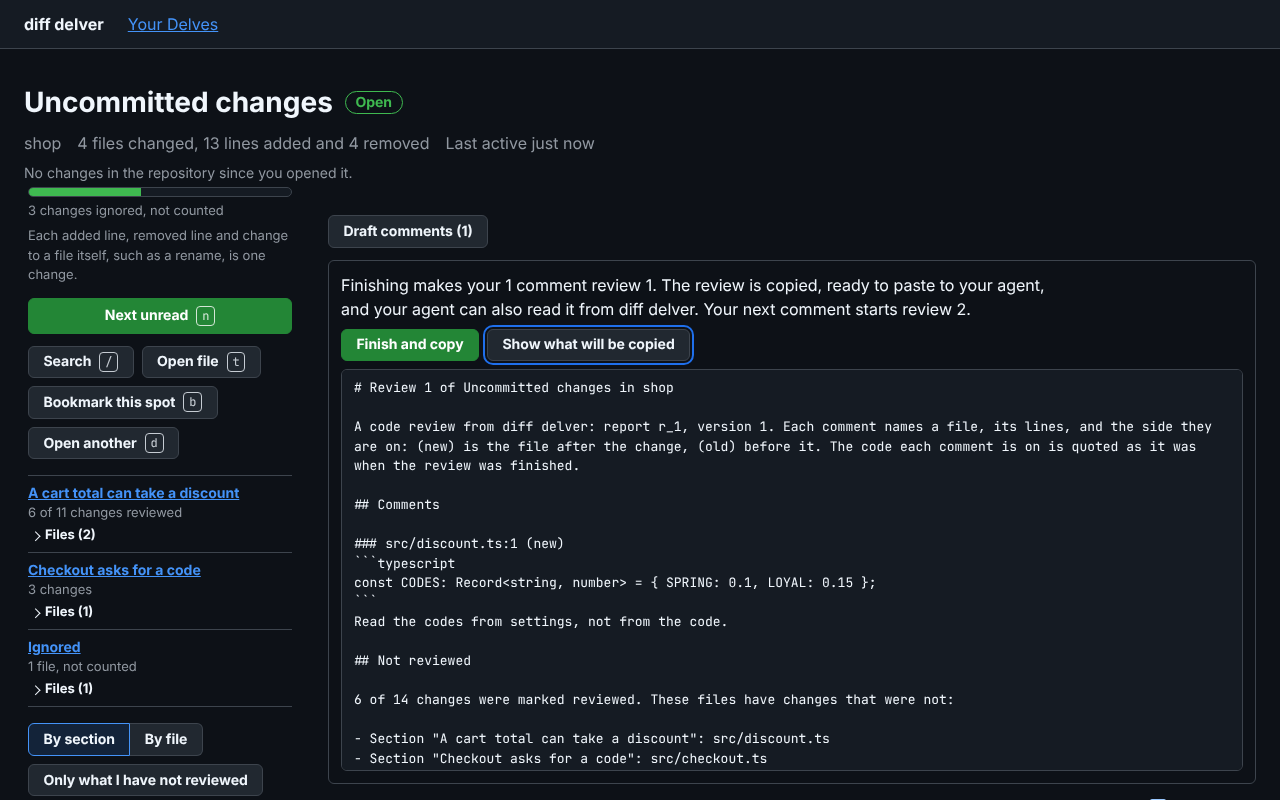 diff delver
Your Delves
Uncommitted changes
Open
shop 4 files changed, 13 lines added and 4 removed Last active just now
No changes in the repository since you opened it.
3 changes ignored, not counted
Each added line, removed line and change
to a file itself, such as a rename, is one
change.
Next unread n
Search /
Open file t
Bookmark this spot b
Open another d
A cart total can take a discount
6 of 11 changes reviewed
Files (2)
Checkout asks for a code
3 changes
Files (1)
Ignored
1 file, not counted
Files (1)
By section
By file
Only what I have not reviewed
Draft comments (1)
Finishing makes your 1 comment review 1. The review is copied, ready to paste to your agent,
and your agent can also read it from diff delver. Your next comment starts review 2.
Finish and copy
Show what will be copied
# Review 1 of Uncommitted changes in shop
A code review from diff delver: report r_1, version 1. Each comment names a file, its lines, and the side they
are on: (new) is the file after the change, (old) before it. The code each comment is on is quoted as it was
when the review was finished.
## Comments
### src/discount.ts:1 (new)
```typescript
const CODES: Record<string, number> = { SPRING: 0.1, LOYAL: 0.15 };
```
Read the codes from settings, not from the code.
## Not reviewed
6 of 14 changes were marked reviewed. These files have changes that were not:
- Section "A cart total can take a discount": src/discount.ts
- Section "Checkout asks for a code": src/checkout.ts